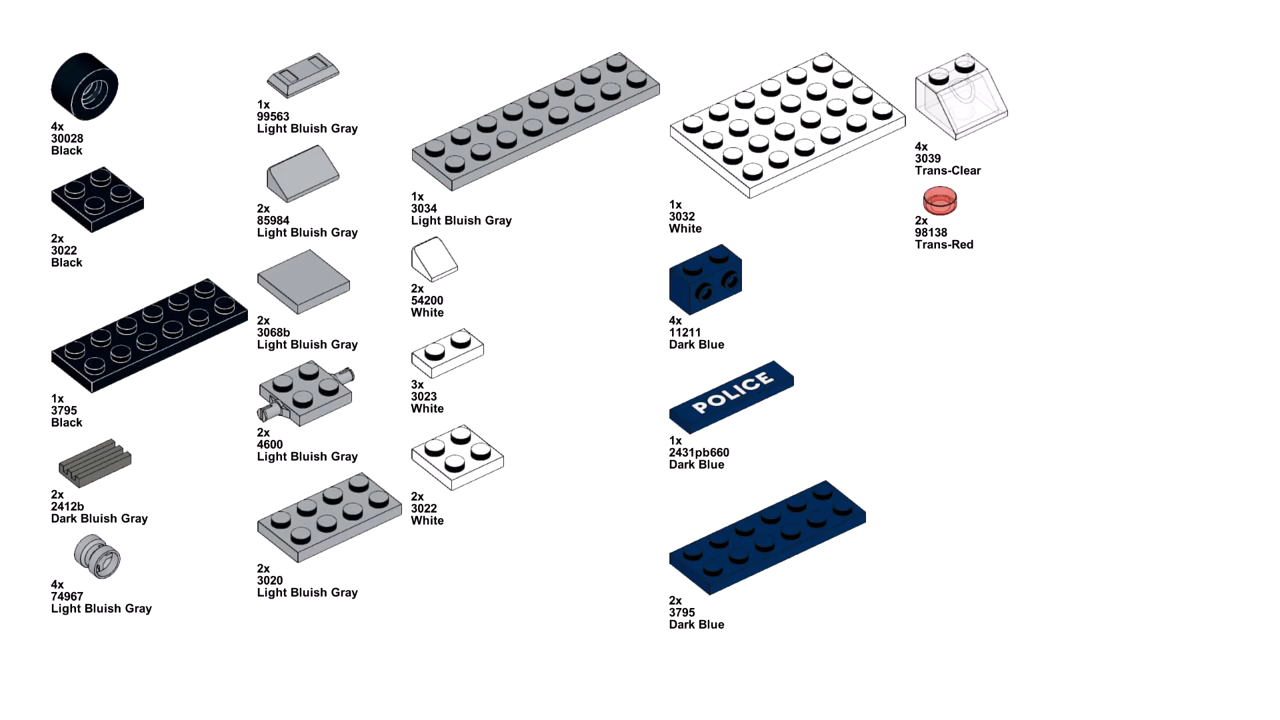 4x
30028
Black
2x
3022
Black
1x
3795
Black
2x
2412b
Dark Bluish Gray
4x
74967
Light Bluish Gray
1x
99563
Light Bluish Gray
2x
85984
Light Bluish Gray
2x
3068b
Light Bluish Gray
2x
4600
Light Bluish Gray
2x
3020
Light Bluish Gray
1x
3034
Light Bluish Gray
2x
54200
White
3x
3023
White
2x
3022
White
1x
3032
White
4x
11211
Dark Blue
POLICE
1x
2431pb660
Dark Blue
2x
3795
Dark Blue
4x
3039
Trans-Clear
2x
98138
Trans-Red